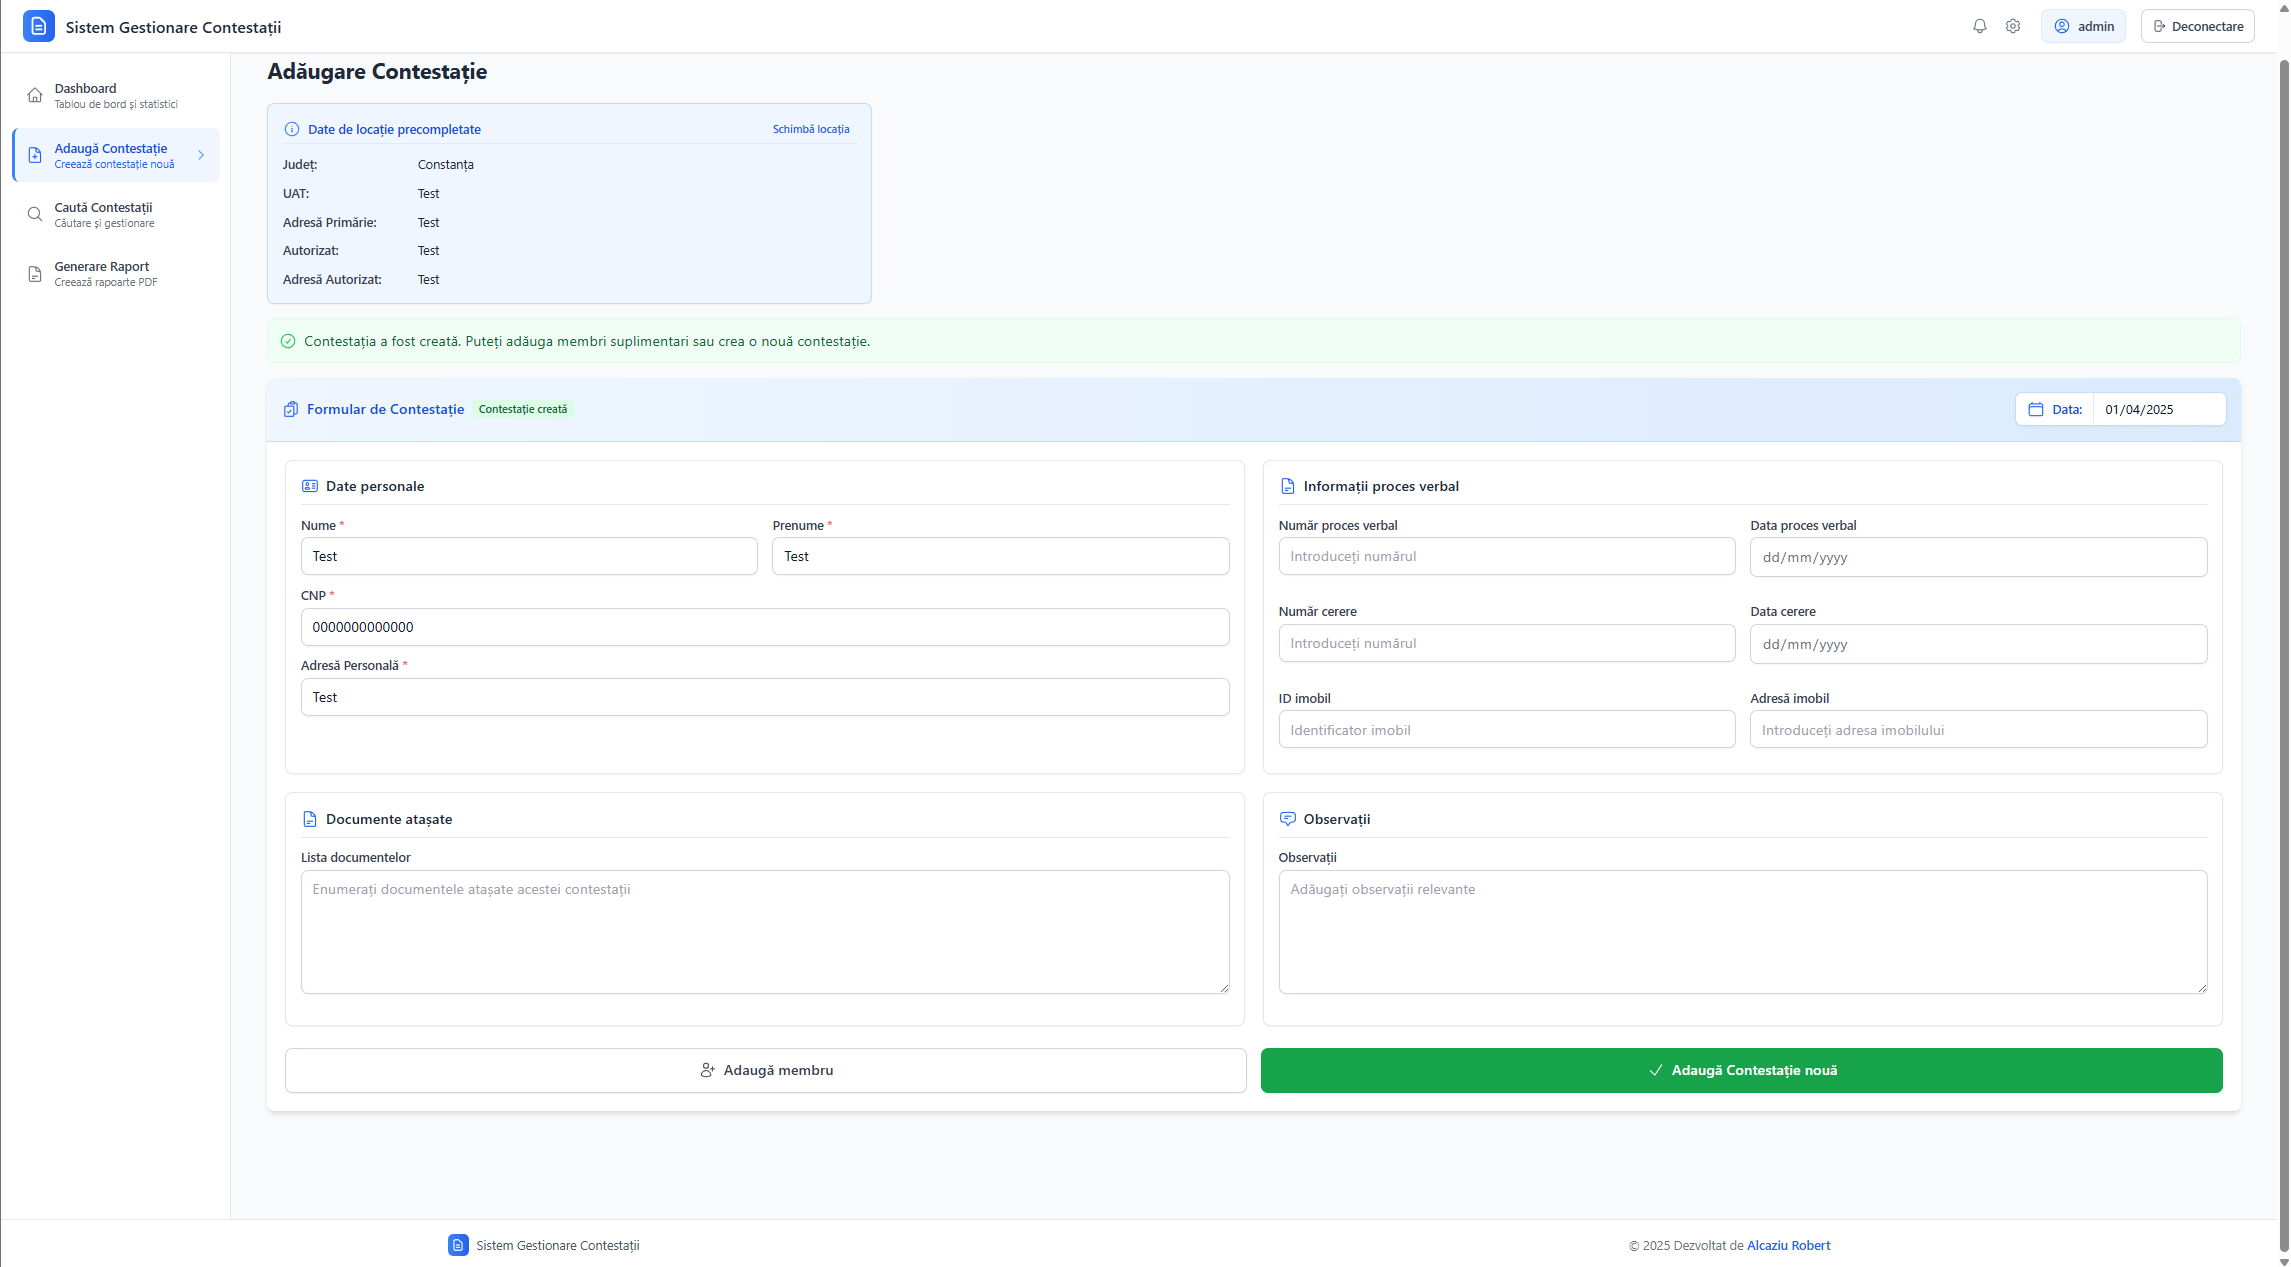 Sistem Gestionare Contestații
admin
Deconectare
Dashboard
Tablou de bord și statistici
Adaugă Contestație
Creează contestație nouă
Caută Contestații
Căutare și gestionare
Generare Raport
Creează rapoarte PDF
Adăugare Contestație
Date de locație precompletate
Schimbă locația
Județ: Constanța
UAT: Test
Adresă Primărie: Test
Autorizat: Test
Adresă Autorizat: Test
Contestația a fost creată. Puteți adăuga membri suplimentari sau crea o nouă contestație.
Formular de Contestație
Contestație creată
Data: 01/04/2025
Date personale
Nume *
Prenume *
Test
Test
CNP *
0000000000000
Adresă Personală *
Test
Informații proces verbal
Număr proces verbal
Data proces verbal
Introduceți numărul
dd/mm/yyyy
Număr cerere
Data cerere
Introduceți numărul
dd/mm/yyyy
ID imobil
Adresă imobil
Identificator imobil
Introduceți adresa imobilului
Documente atașate
Lista documentelor
Enumerați documentele atașate acestei contestații
Observații
Observații
Adăugați observații relevante
Adaugă membru
Adaugă Contestație nouă
Sistem Gestionare Contestații
© 2025 Dezvoltat de Alcaziu Robert